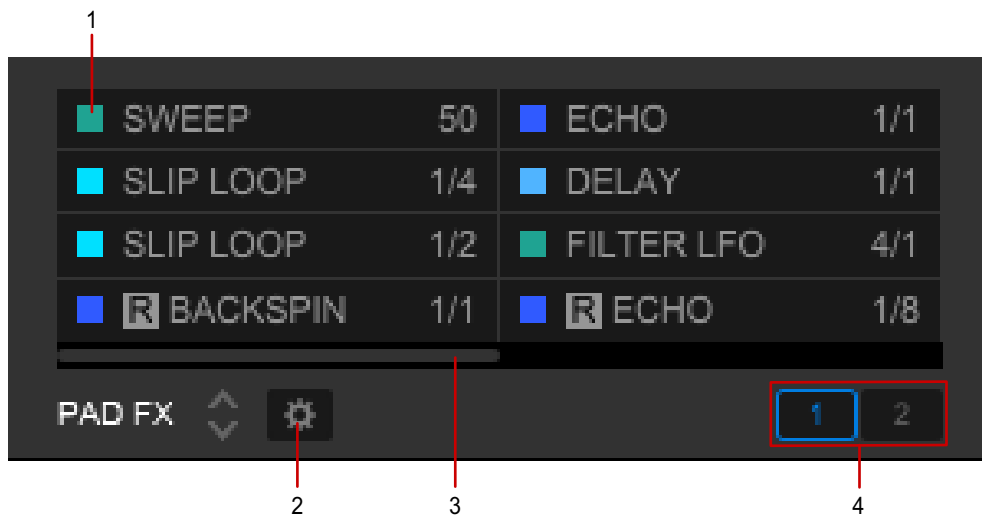 1
SWEEP 50 ECHO 1/1
SLIP LOOP 1/4 DELAY 1/1
SLIP LOOP 1/2 FILTER LFO 4/1
R BACKSPIN 1/1 R ECHO 1/8
PAD FX 1 2
2 3 4